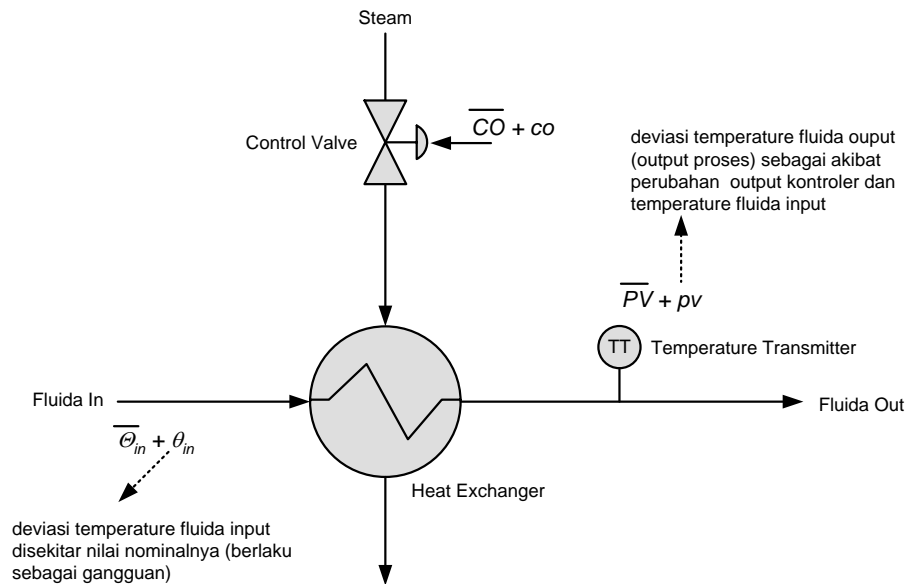 Steam
Control Valve
CO + co
deviasi temperature fluida ouput
(output proses) sebagai akibat
perubahan output kontroler dan
temperature fluida input
PV + pv
TT
Temperature Transmitter
Fluida In
Fluida Out
Θin + θin
Heat Exchanger
deviasi temperature fluida input
disekitar nilai nominalnya (berlaku
sebagai gangguan)